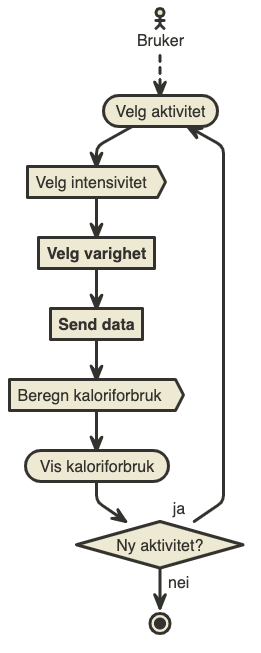 Bruker
Velg aktivitet
Velg intensivitet
Velg varighet
Send data
Beregn kaloriforbruk
Vis kaloriforbruk
ja
Ny aktivitet?
nei